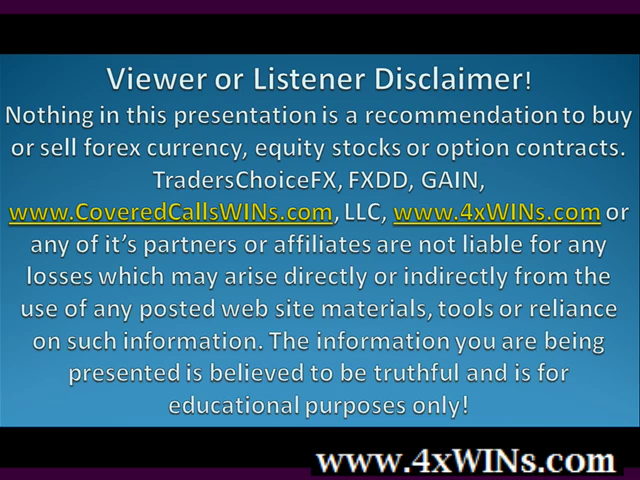 Viewer or Listener Disclaimer!
Nothing in this presentation is a recommendation to buy
or sell forex currency, equity stocks or option contracts.
TradersChoiceFX, FXDD, GAIN,
www.CoveredCallsWINs.com, LLC, www.4xWINs.com or
any of it’s partners or affiliates are not liable for any
losses which may arise directly or indirectly from the
use of any posted web site materials, tools or reliance
on such information. The information you are being
presented is believed to be truthful and is for
educational purposes only!
www.4xWINs.com